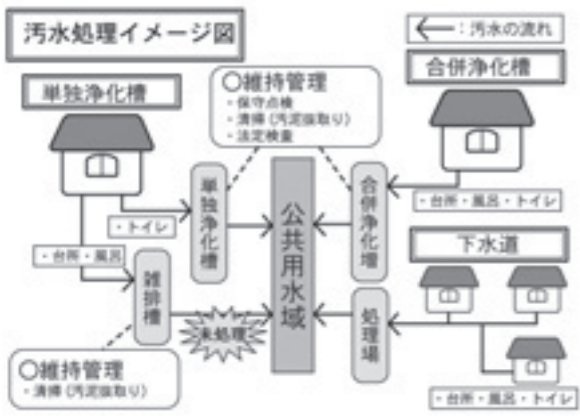 汚水処理イメージ図
←:汚水の流れ
単独浄化槽
○維持管理
・保守点検
・清掃(汚泥抜取り)
・法定検査
合併浄化槽
・トイレ
・台所・風呂
単独浄化槽
雑排槽
未処理
公共用水域
合併浄化増
・台所・風呂・トイレ
下水道
処理場
・台所・風呂・トイレ
○維持管理
・清掃(汚泥抜取り)